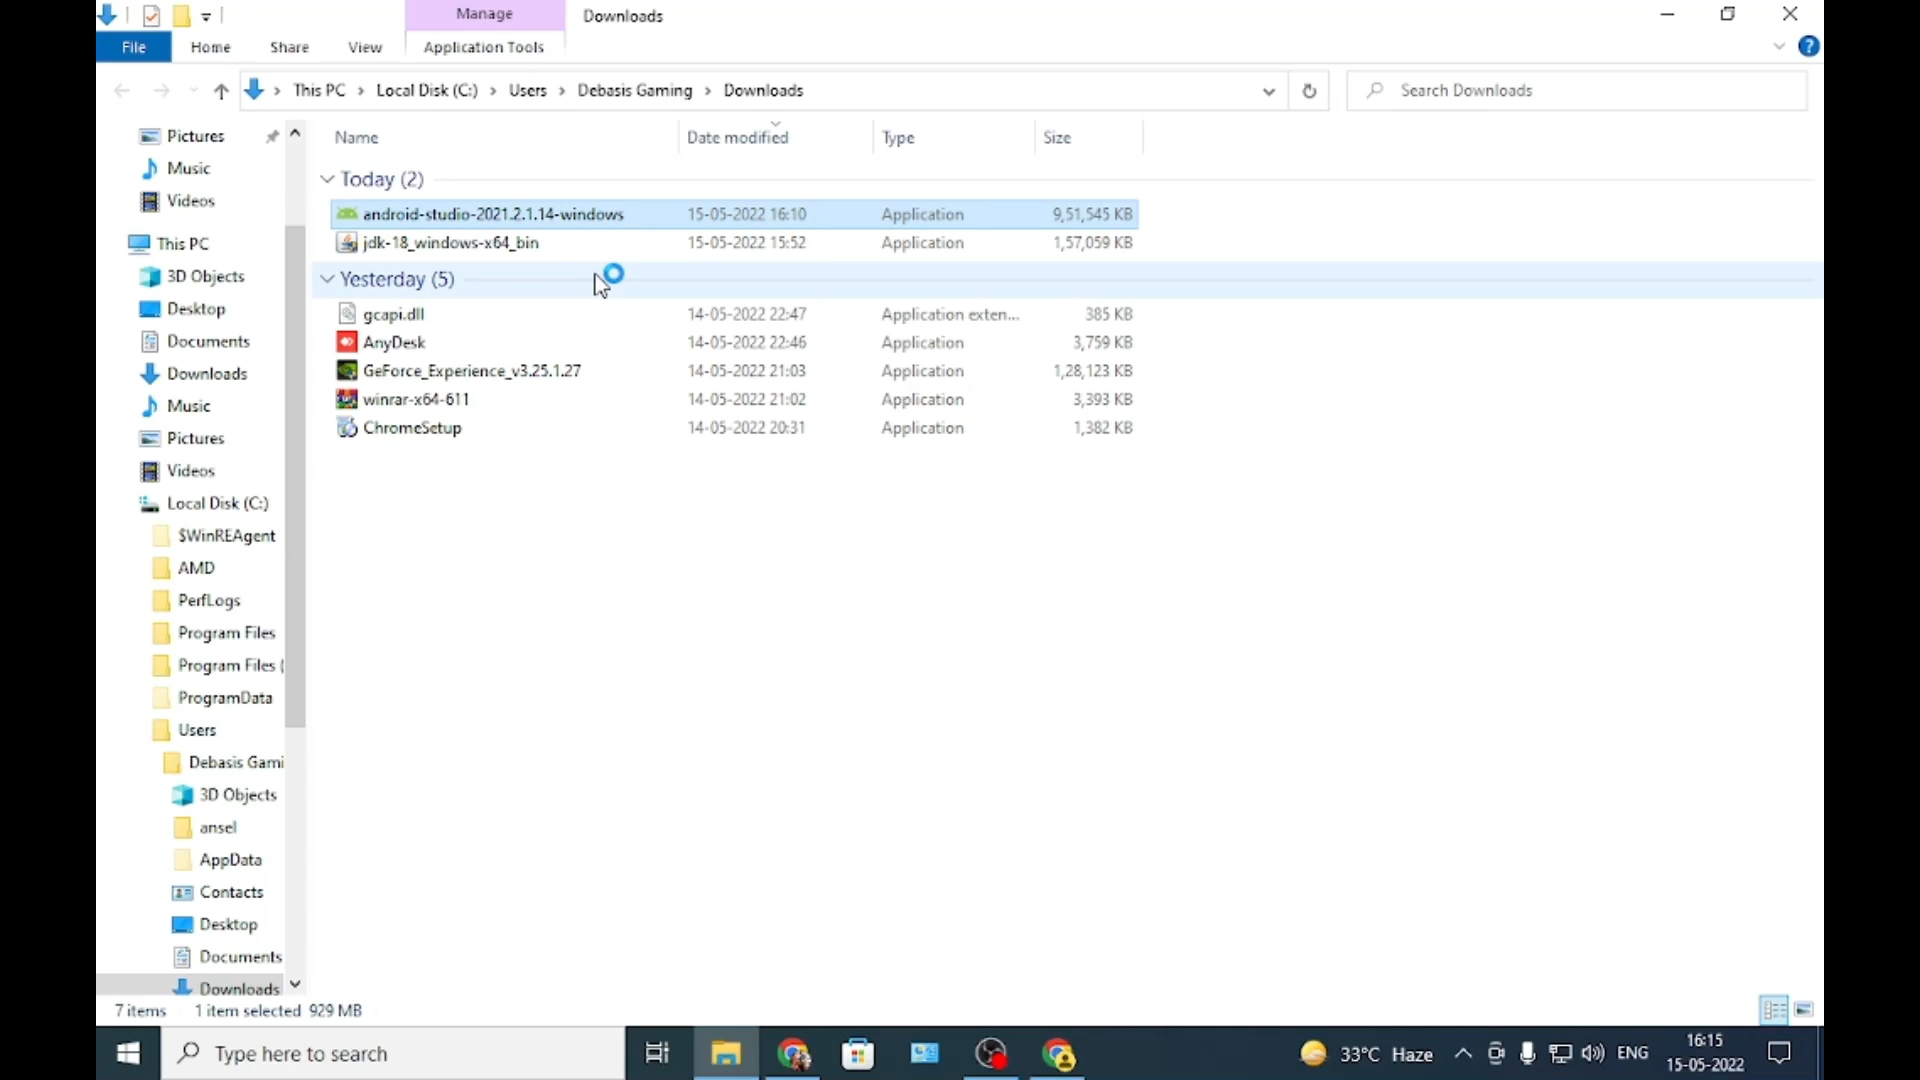 Manage
Downloads
File
Home
Share
View
Application Tools
This PC
Local Disk (C:)
Users
Debasis Gaming
Downloads
Search Downloads
Name
Date modified
Type
Size
Today (2)
android-studio-2021.2.1.14-windows 15-05-2022 16:10 Application 9,51,545 KB
jdk-18_windows-x64_bin 15-05-2022 15:52 Application 1,57,059 KB
Yesterday (5)
gcapi.dll 14-05-2022 22:47 Application exten... 385 KB
AnyDesk 14-05-2022 22:46 Application 3,759 KB
GeForce_Experience_v3.25.1.27 14-05-2022 21:03 Application 1,28,123 KB
winrar-x64-611 14-05-2022 21:02 Application 3,393 KB
ChromeSetup 14-05-2022 20:31 Application 1,382 KB
Pictures
Music
Videos
This PC
3D Objects
Desktop
Documents
Downloads
Music
Pictures
Videos
Local Disk (C:)
$WinREAgent
AMD
PerfLogs
Program Files
Program Files (
ProgramData
Users
Debasis Gami
3D Objects
ansel
AppData
Contacts
Desktop
Documents
Downloads
7 items 1 item selected 929 MB
Type here to search
33°C Haze
ENG
16:15
15-05-2022